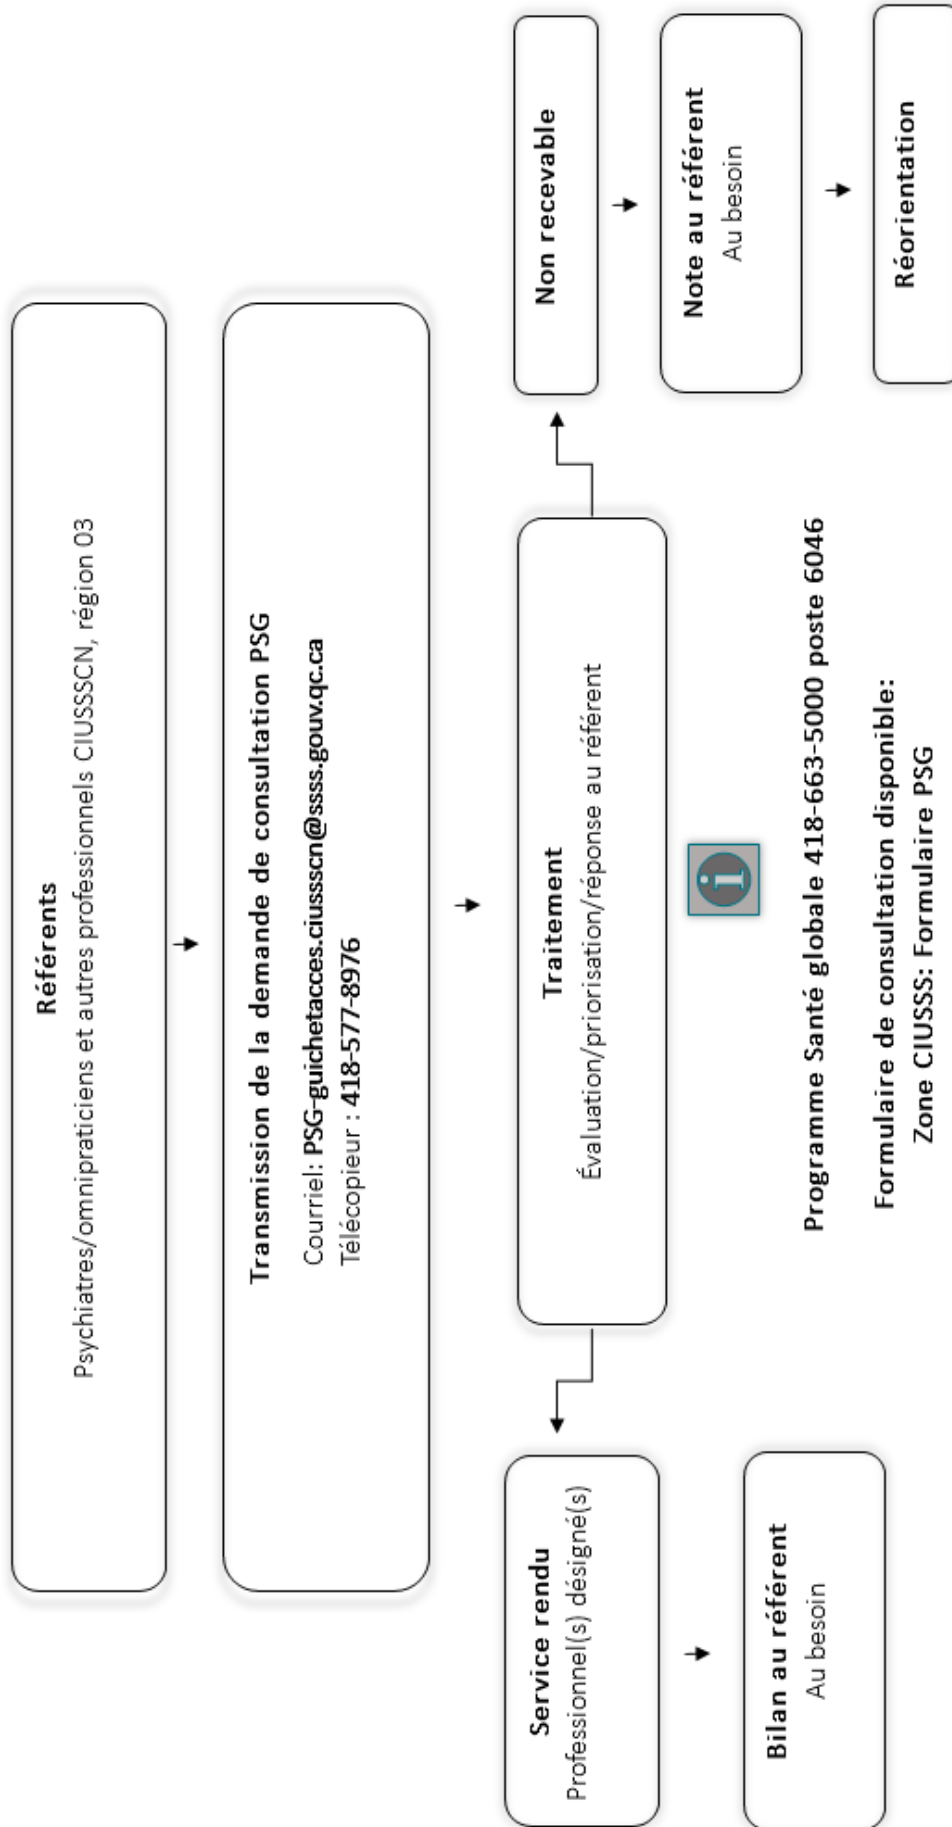 Référents
Psychiatres/omnipraticiens et autres professionnels CIUSSSCN, région 03
Transmission de la demande de consultation PSG
Courriel: PSG-guichetacces.ciussscn@ssss.gouv.qc.ca
Télécopieur : 418-577-8976
Traitement
Évaluation/priorisation/réponse au référent
Service rendu
Professionnel(s) désigné(s)
Bilan au référent
Au besoin
Non recevable
Note au référent
Au besoin
Réorientation
i
Programme Santé globale 418-663-5000 poste 6046
Formulaire de consultation disponible:
Zone CIUSSS: Formulaire PSG